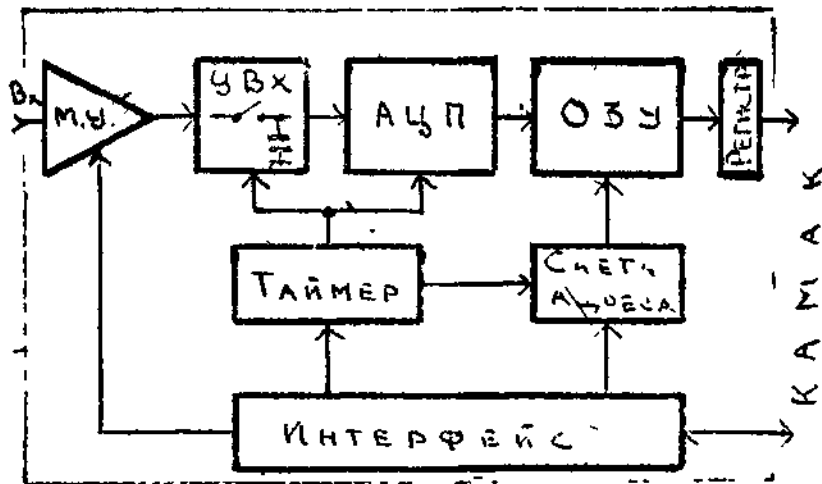 Вх
М.У.
УВХ
АЦП
ОЗУ
РЕГИСТР
ТАЙМЕР
СЧЕТЧ
АДРЕСА
ИНТЕРФЕЙС
КАМАК